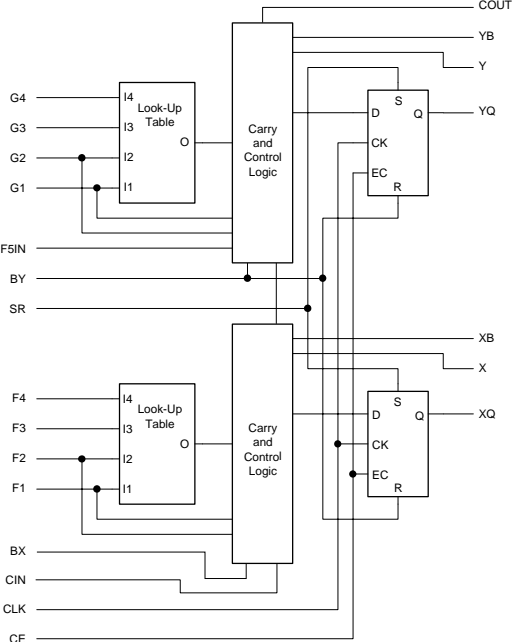 COUT
YB
Y
G4
G3
G2
G1
I4
I3
I2
I1
Look-Up
Table
O
Carry
and
Control
Logic
S
D
Q
CK
EC
R
YQ
F5IN
BY
SR
XB
X
F4
F3
F2
F1
I4
I3
I2
I1
Look-Up
Table
O
Carry
and
Control
Logic
S
D
Q
CK
EC
R
XQ
BX
CIN
CLK
CE